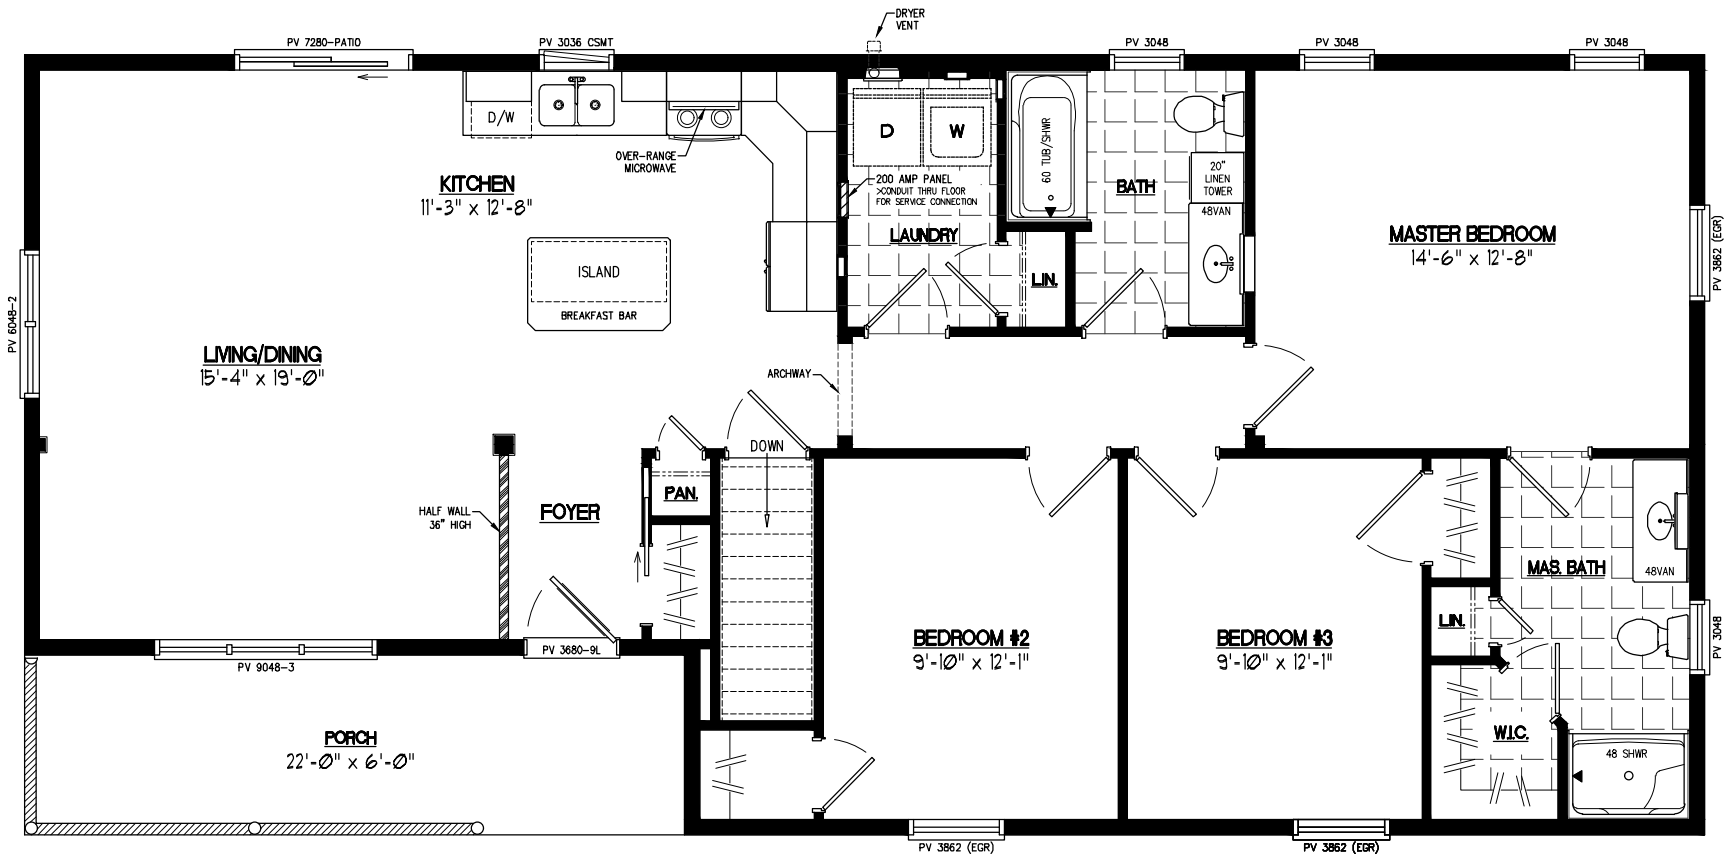 DRYER
VENT
PV 7280-PATIO
PV 3036 CSMT
PV 3048
PV 3048
PV 3048
D/W
OVER-RANGE
MICROWAVE
KITCHEN
11'-3" x 12'-8"
D
W
200 AMP PANEL
>CONDUIT THRU FLOOR
FOR SERVICE CONNECTION
LAUNDRY
60 TUB/SHWR
BATH
20"
LINEN
TOWER
48VAN
LIN.
MASTER BEDROOM
14'-6" x 12'-8"
PV 3862 (EGR)
ISLAND
BREAKFAST BAR
PV 6048-2
LIVING/DINING
15'-4" x 19'-0"
ARCHWAY
DOWN
PAN.
HALF WALL
36" HIGH
FOYER
MAS. BATH
48VAN
LIN.
PV 3048
BEDROOM #2
9'-10" x 12'-1"
BEDROOM #3
9'-10" x 12'-1"
PV 3680-9L
PV 9048-3
PORCH
22'-0" x 6'-0"
W.I.C.
48 SHWR
PV 3862 (EGR)
PV 3862 (EGR)